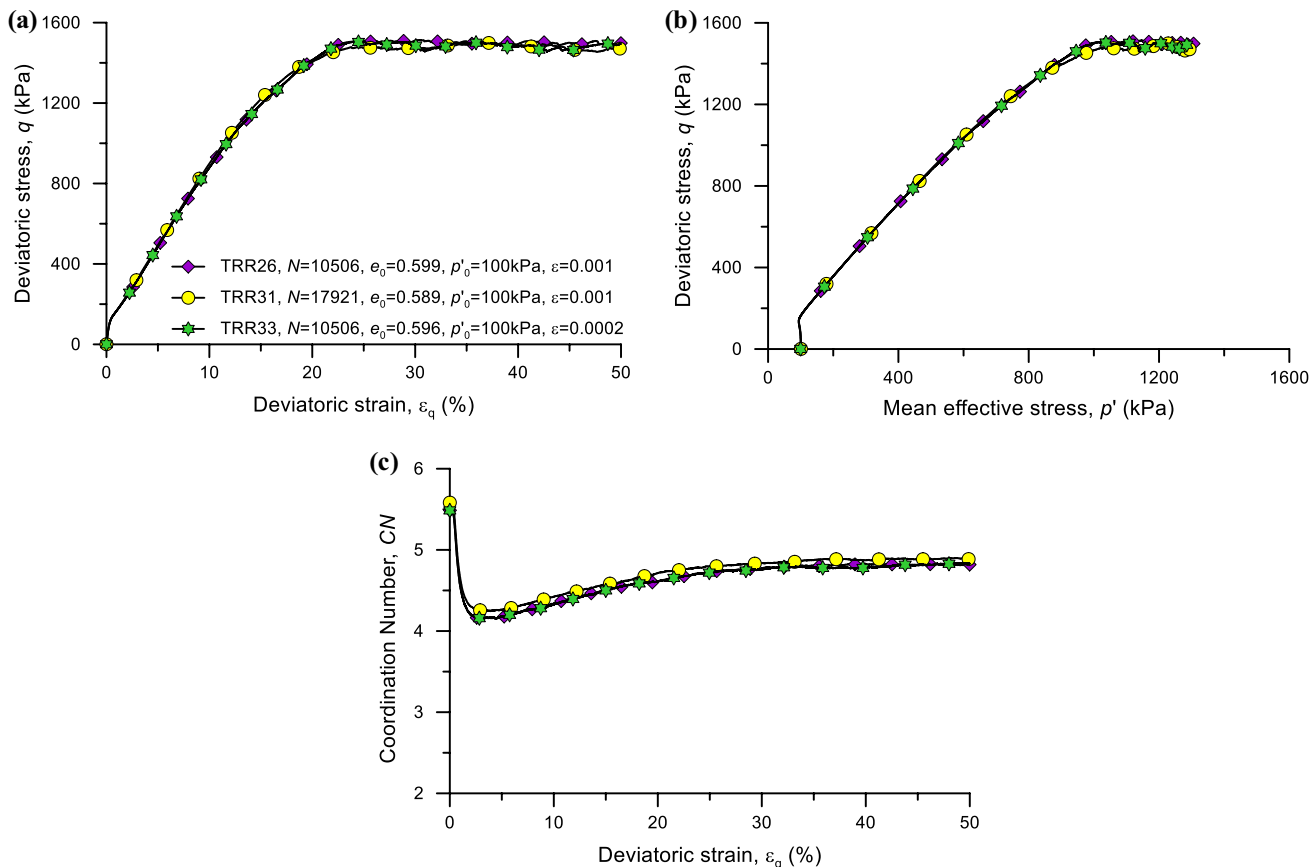 (a)
1600
1200
800
400
0
Deviatoric stress, q (kPa)
TRR26, N=10506, e0=0.599, p'0=100kPa, ε=0.001
TRR31, N=17921, e0=0.589, p'0=100kPa, ε=0.001
TRR33, N=10506, e0=0.596, p'0=100kPa, ε=0.0002
0 10 20 30 40 50
Deviatoric strain, εq (%)
(b)
1600
1200
800
400
0
Deviatoric stress, q (kPa)
0 400 800 1200 1600
Mean effective stress, p' (kPa)
(c)
6
5
4
3
2
Coordination Number, CN
0 10 20 30 40 50
Deviatoric strain, εq (%)